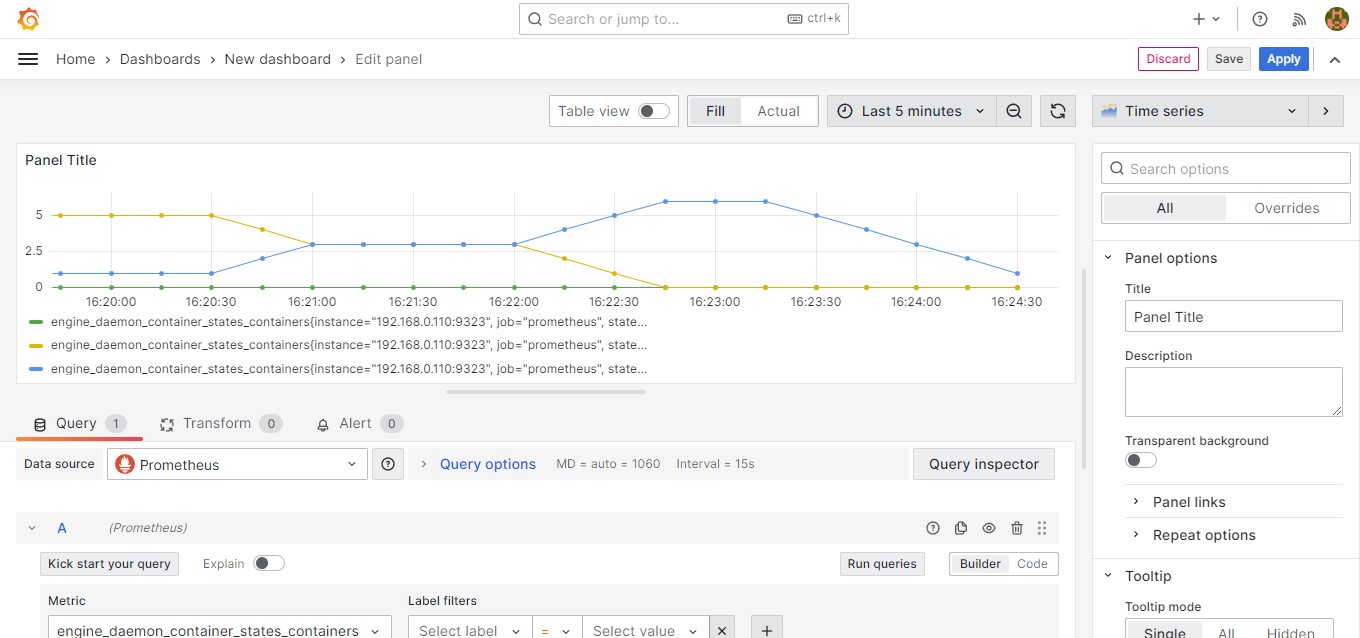 Search or jump to... ctrl+k
Home › Dashboards › New dashboard › Edit panel Discard Save Apply
Table view Fill Actual Last 5 minutes Time series
Panel Title
5
2.5
0
16:20:00 16:20:30 16:21:00 16:21:30 16:22:00 16:22:30 16:23:00 16:23:30 16:24:00 16:24:30
engine_daemon_container_states_containers{instance="192.168.0.110:9323", job="prometheus", state...
engine_daemon_container_states_containers{instance="192.168.0.110:9323", job="prometheus", state...
engine_daemon_container_states_containers{instance="192.168.0.110:9323", job="prometheus", state...
Query 1 Transform 0 Alert 0
Data source Prometheus Query options MD = auto = 1060 Interval = 15s Query inspector
A (Prometheus)
Kick start your query Explain Run queries Builder Code
Metric Label filters
engine_daemon_container_states_containers Select label = Select value
Search options
All Overrides
Panel options
Title
Panel Title
Description
Transparent background
Panel links
Repeat options
Tooltip
Tooltip mode
Single All Hidden